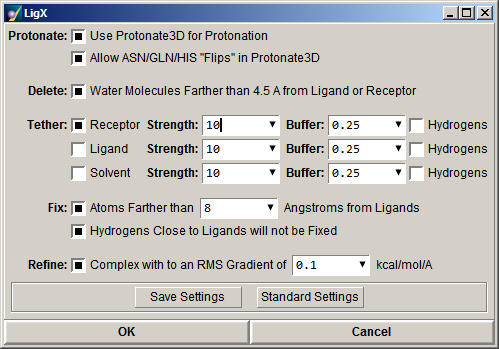 LigX
Protonate: Use Protonate3D for Protonation
Allow ASN/GLN/HIS "Flips" in Protonate3D
Delete: Water Molecules Farther than 4.5 A from Ligand or Receptor
Tether: Receptor Strength: 10 Buffer: 0.25 Hydrogens
Ligand Strength: 10 Buffer: 0.25 Hydrogens
Solvent Strength: 10 Buffer: 0.25 Hydrogens
Fix: Atoms Farther than 8 Angstroms from Ligands
Hydrogens Close to Ligands will not be Fixed
Refine: Complex with to an RMS Gradient of 0.1 kcal/mol/A
Save Settings Standard Settings
OK Cancel